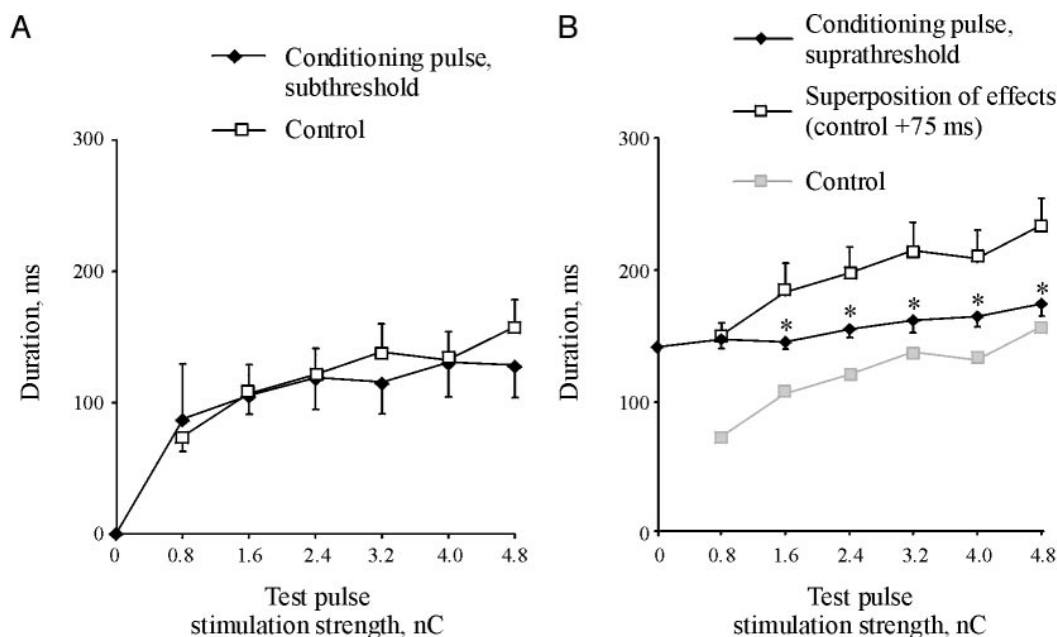 A
Conditioning pulse,
subthreshold
Control
300
200
100
0
Duration, ms
0 0.8 1.6 2.4 3.2 4.0 4.8
Test pulse
stimulation strength, nC
B
Conditioning pulse,
suprathreshold
Superposition of effects
(control +75 ms)
Control
300
200
100
0
Duration, ms
* * * * *
0 0.8 1.6 2.4 3.2 4.0 4.8
Test pulse
stimulation strength, nC